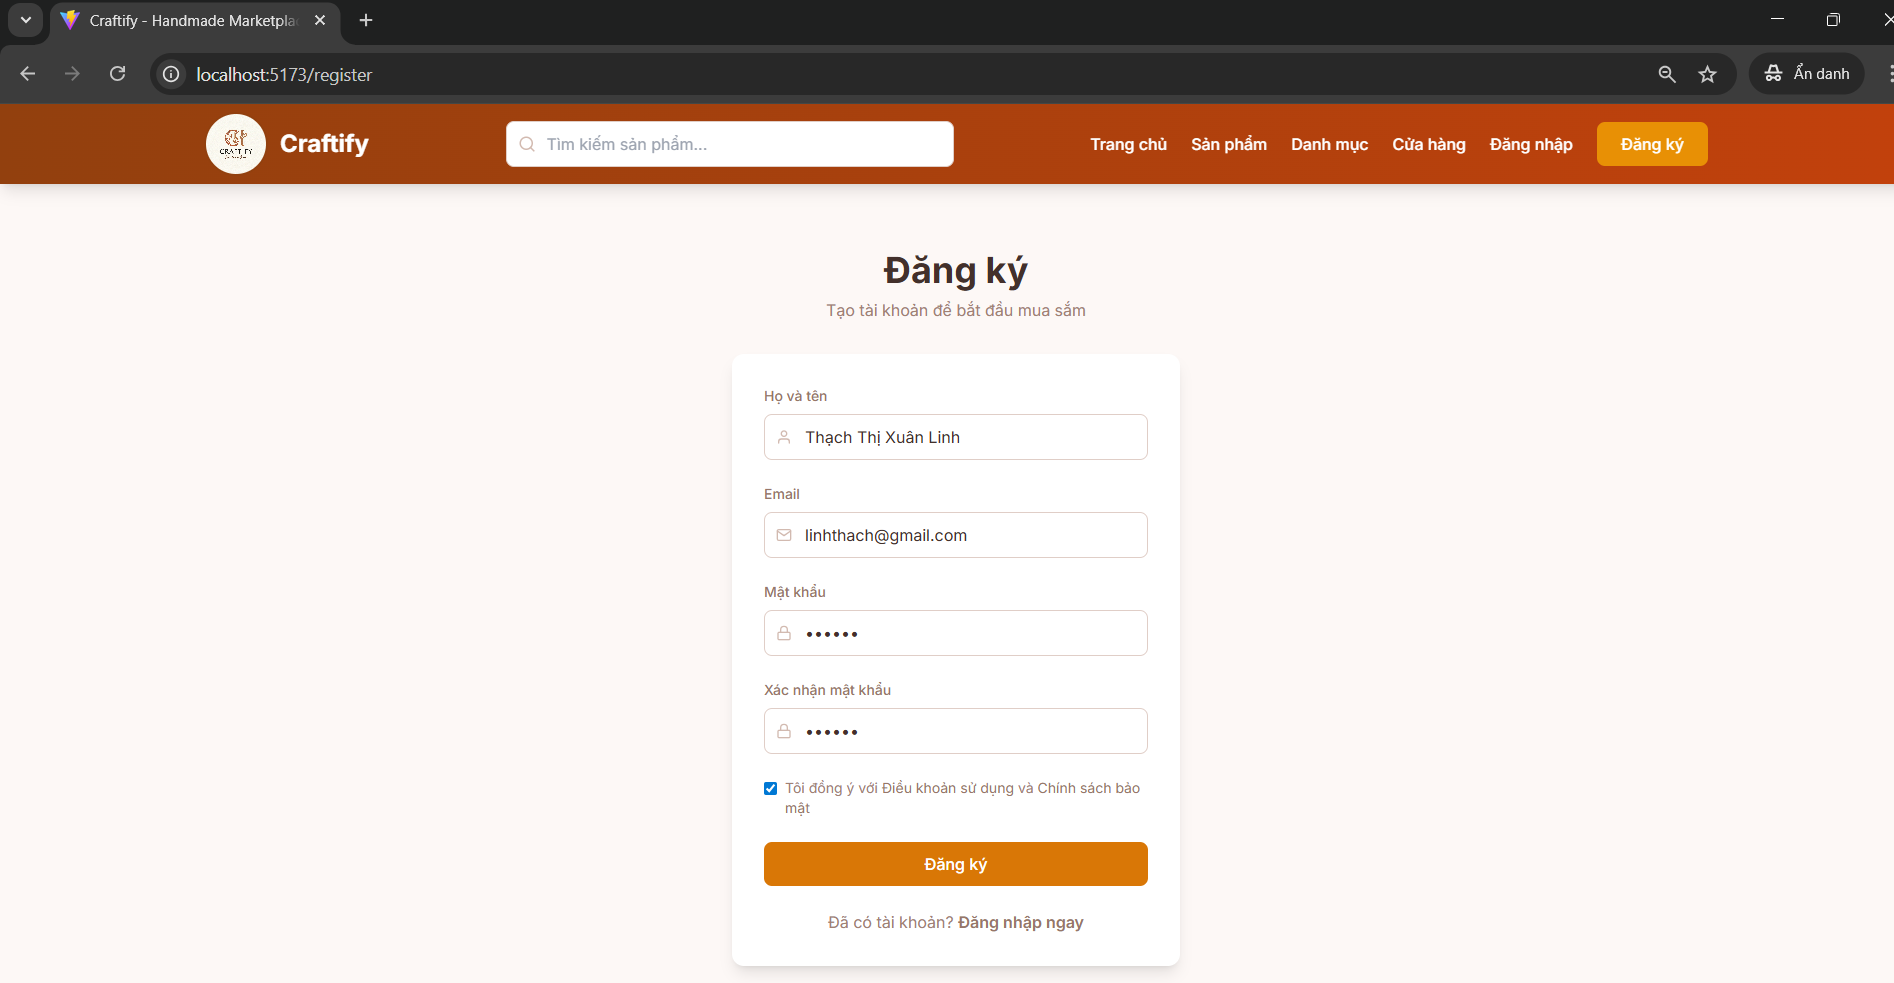 Craftify - Handmade Marketpla
localhost:5173/register
Ẩn danh
CRAFTIFY
Craftify
Tìm kiếm sản phẩm...
Trang chủ
Sản phẩm
Danh mục
Cửa hàng
Đăng nhập
Đăng ký
Đăng ký
Tạo tài khoản để bắt đầu mua sắm
Họ và tên
Thạch Thị Xuân Linh
Email
linhthach@gmail.com
Mật khẩu
••••••
Xác nhận mật khẩu
••••••
Tôi đồng ý với Điều khoản sử dụng và Chính sách bảo
mật
Đăng ký
Đã có tài khoản? Đăng nhập ngay